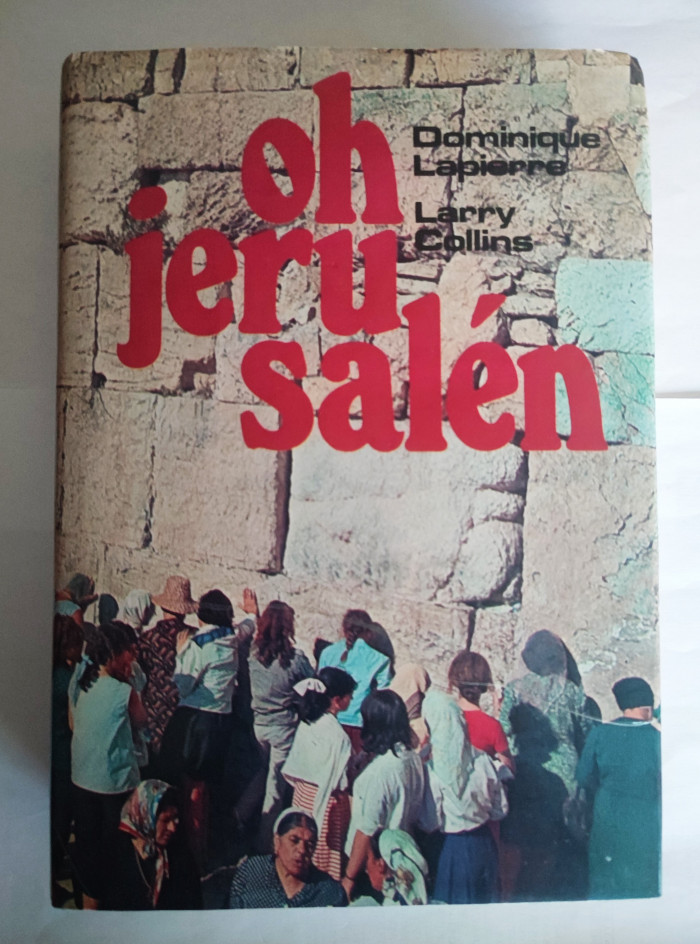 oh
jeru
salén
Dominique
Lapierre
Larry
Collins